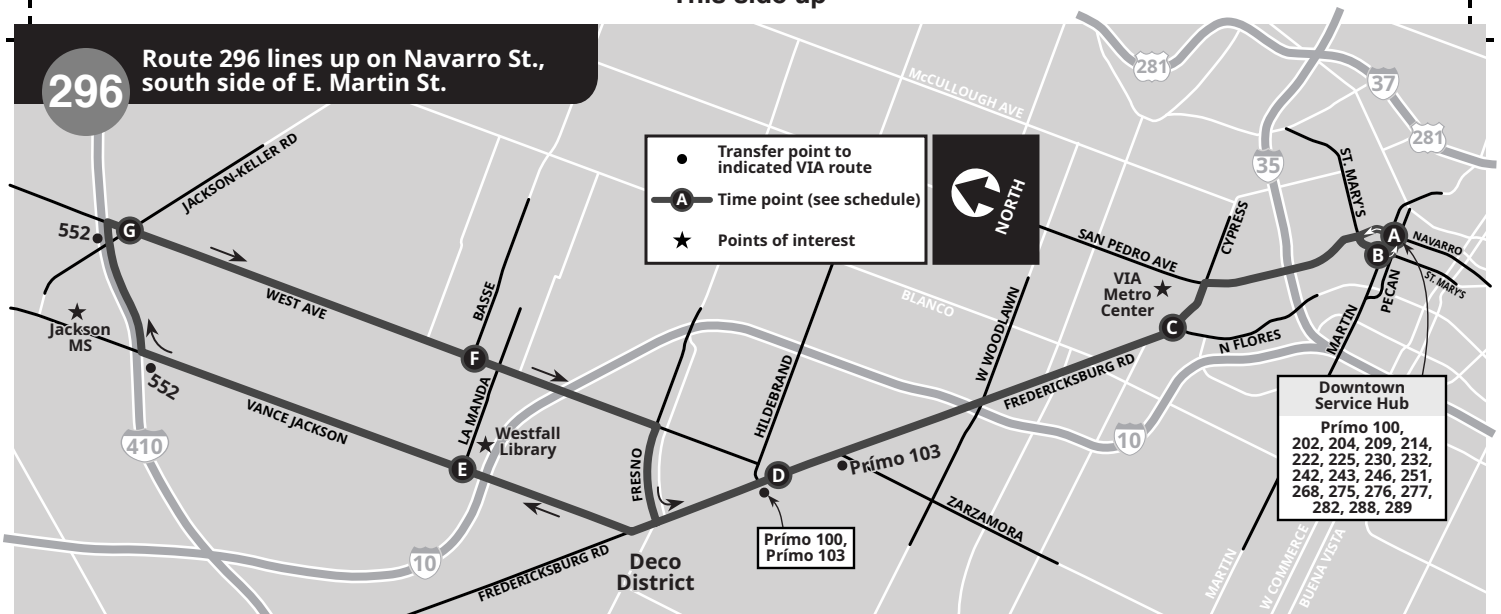 This side up
296
Route 296 lines up on Navarro St.,
south side of E. Martin St.
McCULLOUGH AVE
281
37
281
35
JACKSON-KELLER RD
Transfer point to
indicated VIA route
A
Time point (see schedule)
Points of interest
NORTH
ST. MARY'S
CYPRESS
SAN PEDRO AVE
A
B
NAVARRO
ST. MARY'S
PECAN
MARTIN
552
G
WEST AVE
BASSE
BLANCO
W WOODLAWN
VIA
Metro
Center
C
N FLORES
Jackson
MS
552
F
HILDEBRAND
FREDERICKSBURG RD
VANCE JACKSON
LA MANDA
Westfall
Library
410
E
FRESNO
D
Prímo 103
10
ZARZAMORA
Downtown
Service Hub
Prímo 100,
202, 204, 209, 214,
222, 225, 230, 232,
242, 243, 246, 251,
268, 275, 276, 277,
282, 288, 289
Prímo 100,
Prímo 103
10
FREDERICKSBURG RD
Deco
District
MARTIN
W COMMERCE
BUENA VISTA